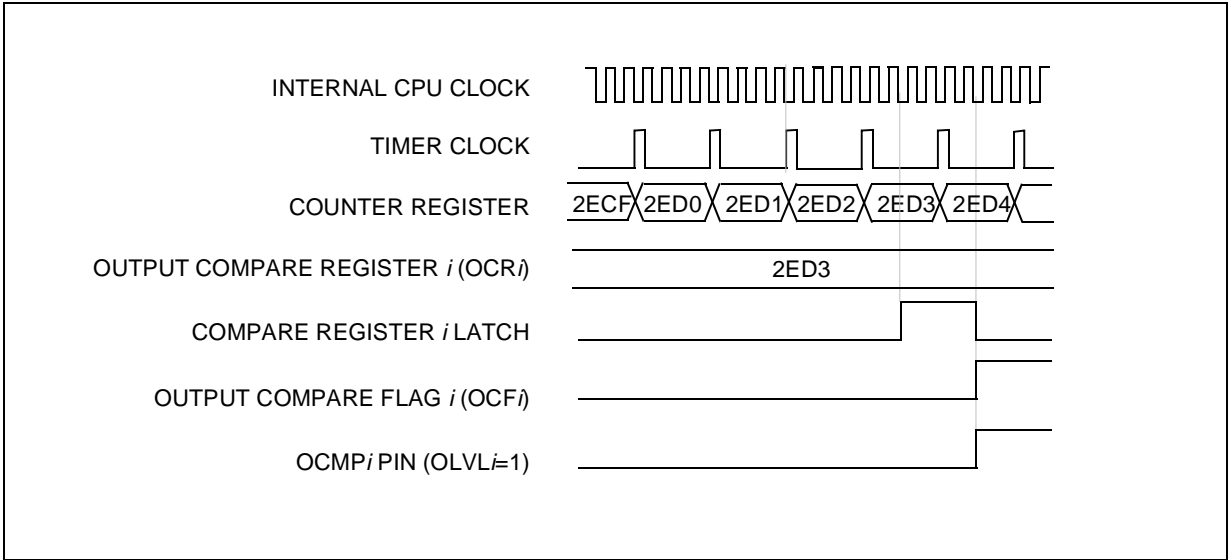 INTERNAL CPU CLOCK
TIMER CLOCK
COUNTER REGISTER
2ECF 2ED0 2ED1 2ED2 2ED3 2ED4
OUTPUT COMPARE REGISTER i (OCRi)
2ED3
COMPARE REGISTER i LATCH
OUTPUT COMPARE FLAG i (OCFi)
OCMPi PIN (OLVLi=1)